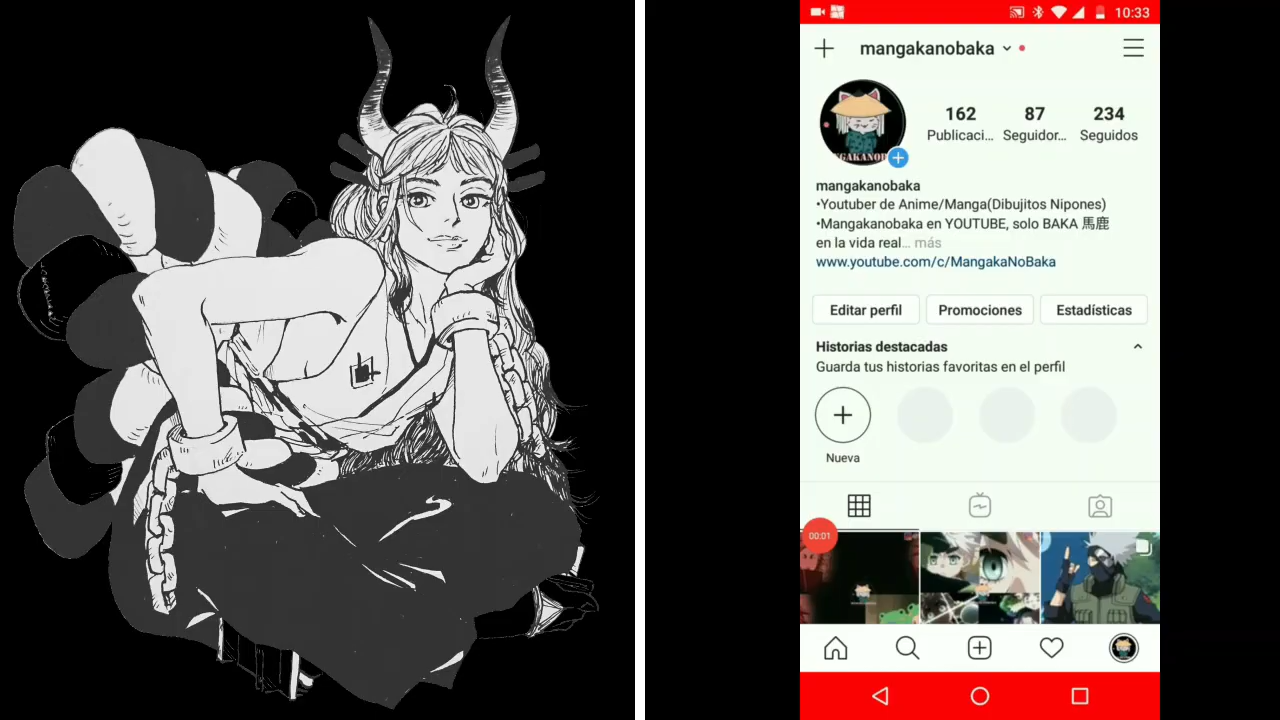 10:33
mangakanobaka
162
Publicaci...
87
Seguidor...
234
Seguidos
mangakanobaka
•Youtuber de Anime/Manga(Dibujitos Nipones)
•Mangakanobaka en YOUTUBE, solo BAKA 馬鹿
en la vida real... más
www.youtube.com/c/MangakaNoBaka
Editar perfil
Promociones
Estadísticas
Historias destacadas
Guarda tus historias favoritas en el perfil
Nueva
00:01